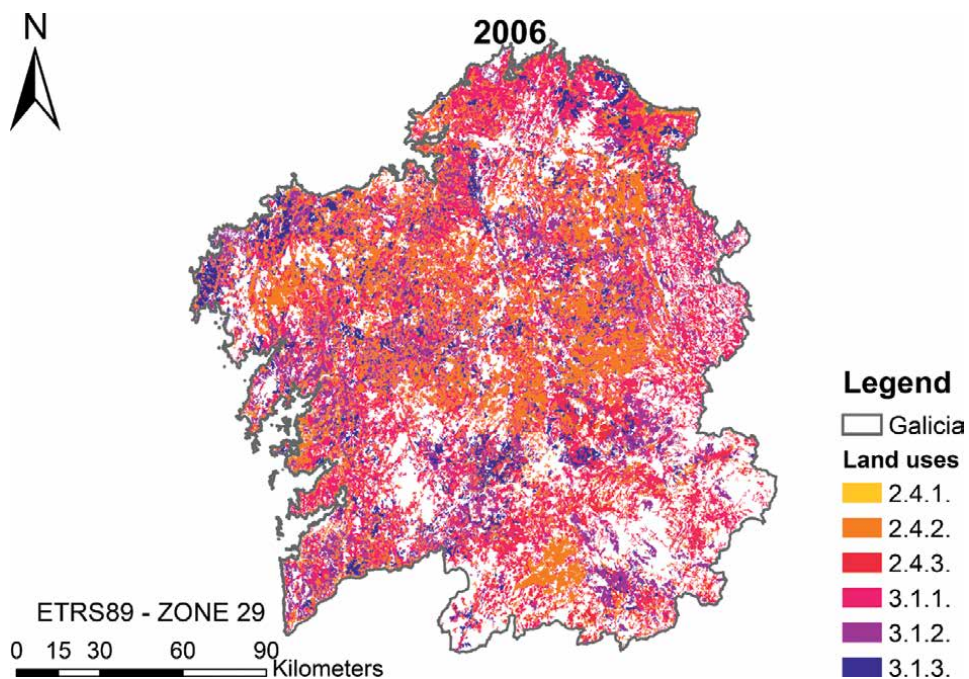 N
2006
Legend
Galicia
Land uses
2.4.1.
2.4.2.
2.4.3.
3.1.1.
3.1.2.
3.1.3.
ETRS89 - ZONE 29
0 15 30 60 90
Kilometers